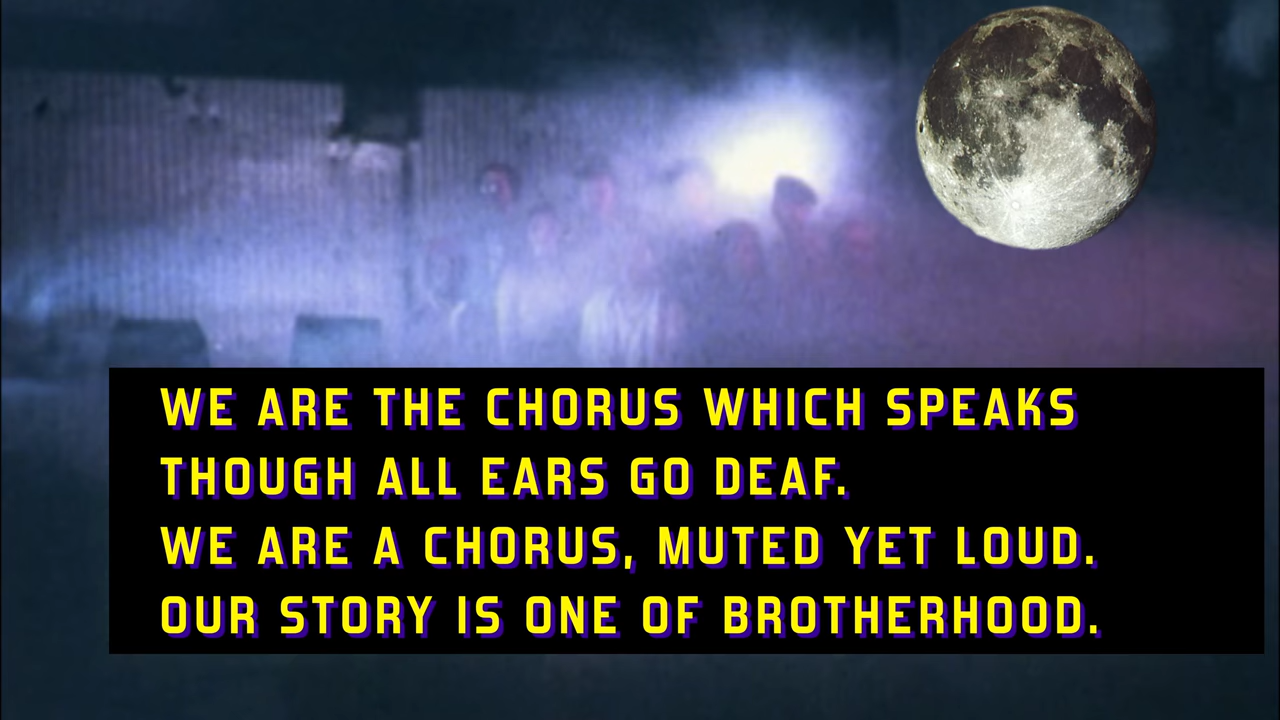 WE ARE THE CHORUS WHICH SPEAKS
THOUGH ALL EARS GO DEAF.
WE ARE A CHORUS, MUTED YET LOUD.
OUR STORY IS ONE OF BROTHERHOOD.